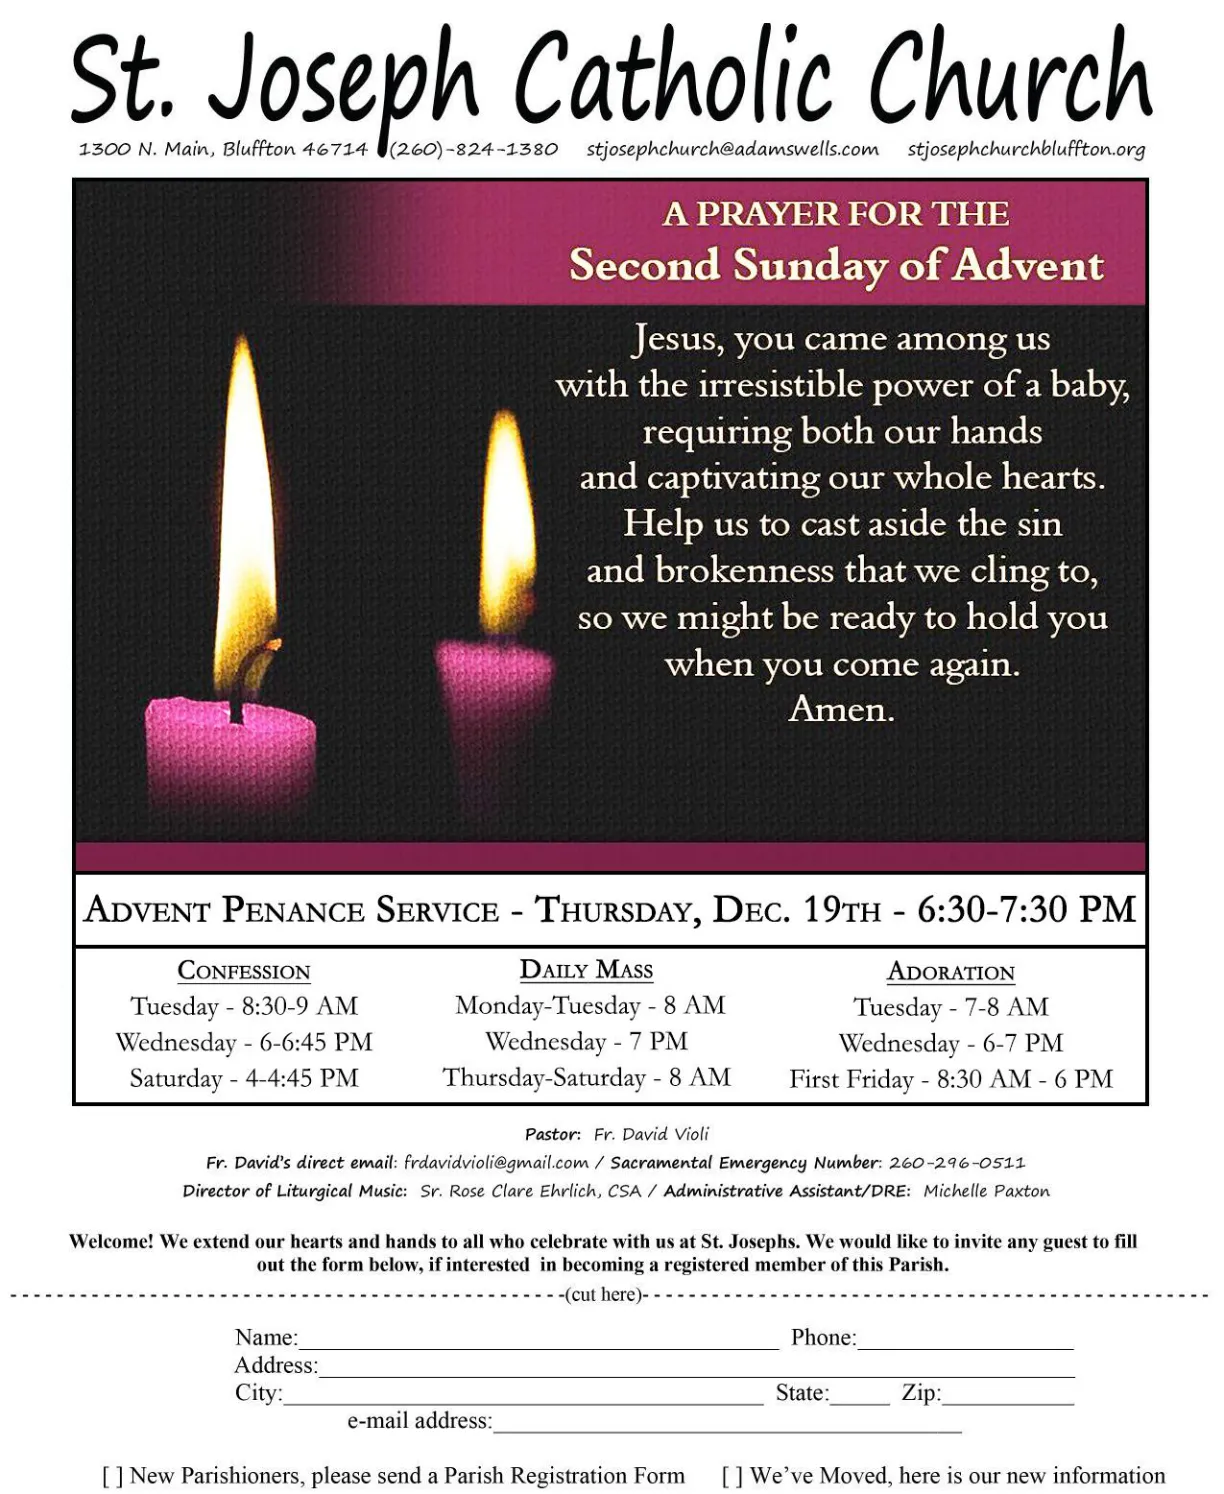 St. Joseph Catholic Church
1300 N. Main, Bluffton 46714 (260)-824-1380 stjosephchurch@adamswells.com stjosephchurchbluffton.org
A PRAYER FOR THE
Second Sunday of Advent
Jesus, you came among us
with the irresistible power of a baby,
requiring both our hands
and captivating our whole hearts.
Help us to cast aside the sin
and brokenness that we cling to,
so we might be ready to hold you
when you come again.
Amen.
ADVENT PENANCE SERVICE - THURSDAY, DEC. 19TH - 6:30-7:30 PM
CONFESSION
Tuesday - 8:30-9 AM
Wednesday - 6-6:45 PM
Saturday - 4-4:45 PM
DAILY MASS
Monday-Tuesday - 8 AM
Wednesday - 7 PM
Thursday-Saturday - 8 AM
ADORATION
Tuesday - 7-8 AM
Wednesday - 6-7 PM
First Friday - 8:30 AM - 6 PM
Pastor: Fr. David Violi
Fr. David's direct email: frdavidvioli@gmail.com / Sacramental Emergency Number: 260-296-0511
Director of Liturgical Music: Sr. Rose Clare Ehrlich, CSA / Administrative Assistant/DRE: Michelle Paxton
Welcome! We extend our hearts and hands to all who celebrate with us at St. Josephs. We would like to invite any guest to fill
out the form below, if interested in becoming a registered member of this Parish.
(cut here)
Name: Phone:
Address:
City: State: Zip:
e-mail address:
[ ] New Parishioners, please send a Parish Registration Form [ ] We've Moved, here is our new information